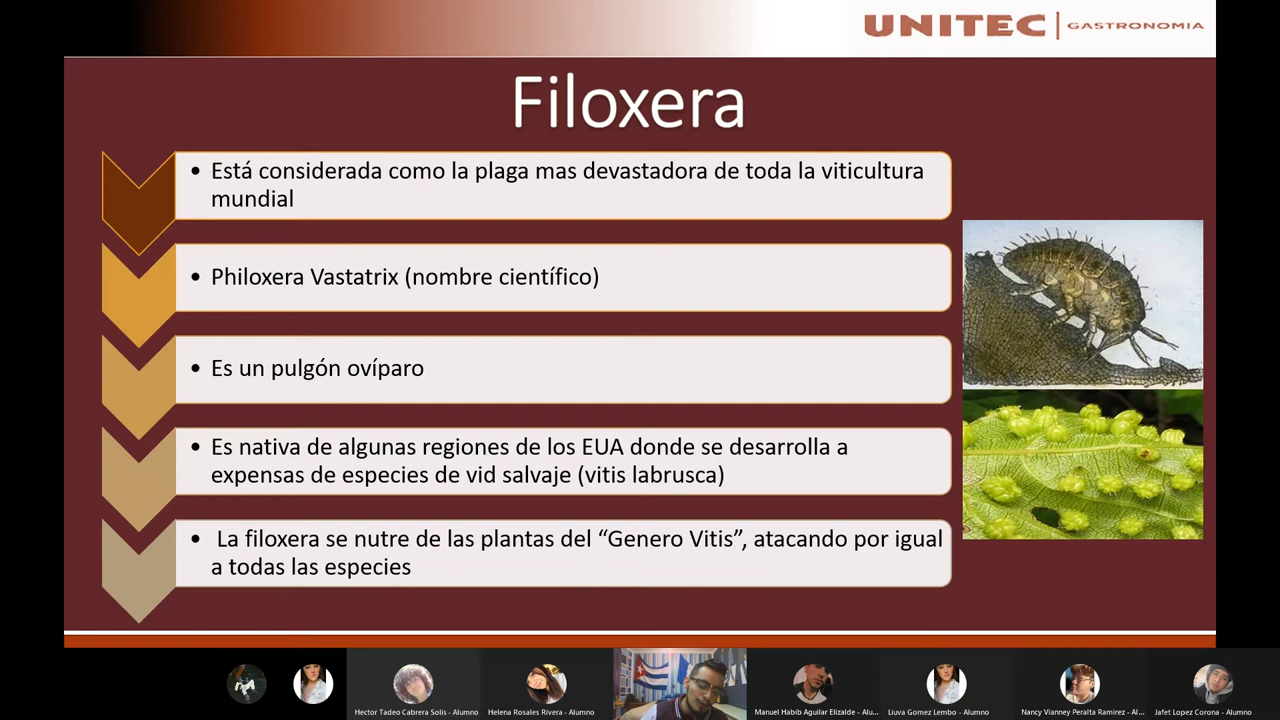 UNITEC | GASTRONOMIA
Filoxera
• Está considerada como la plaga mas devastadora de toda la viticultura
mundial
• Philoxera Vastatrix (nombre científico)
• Es un pulgón ovíparo
• Es nativa de algunas regiones de los EUA donde se desarrolla a
expensas de especies de vid salvaje (vitis labrusca)
• La filoxera se nutre de las plantas del “Genero Vitis”, atacando por igual
a todas las especies
Hector Tadeo Cabrera Solis - Alumno
Helena Rosales Rivera - Alumno
Manuel Habib Aguilar Elizalde - Alu...
Liuva Gomez Lembo - Alumno
Nancy Vianney Peralta Ramirez - Al...
Jafet Lopez Corona - Alumno